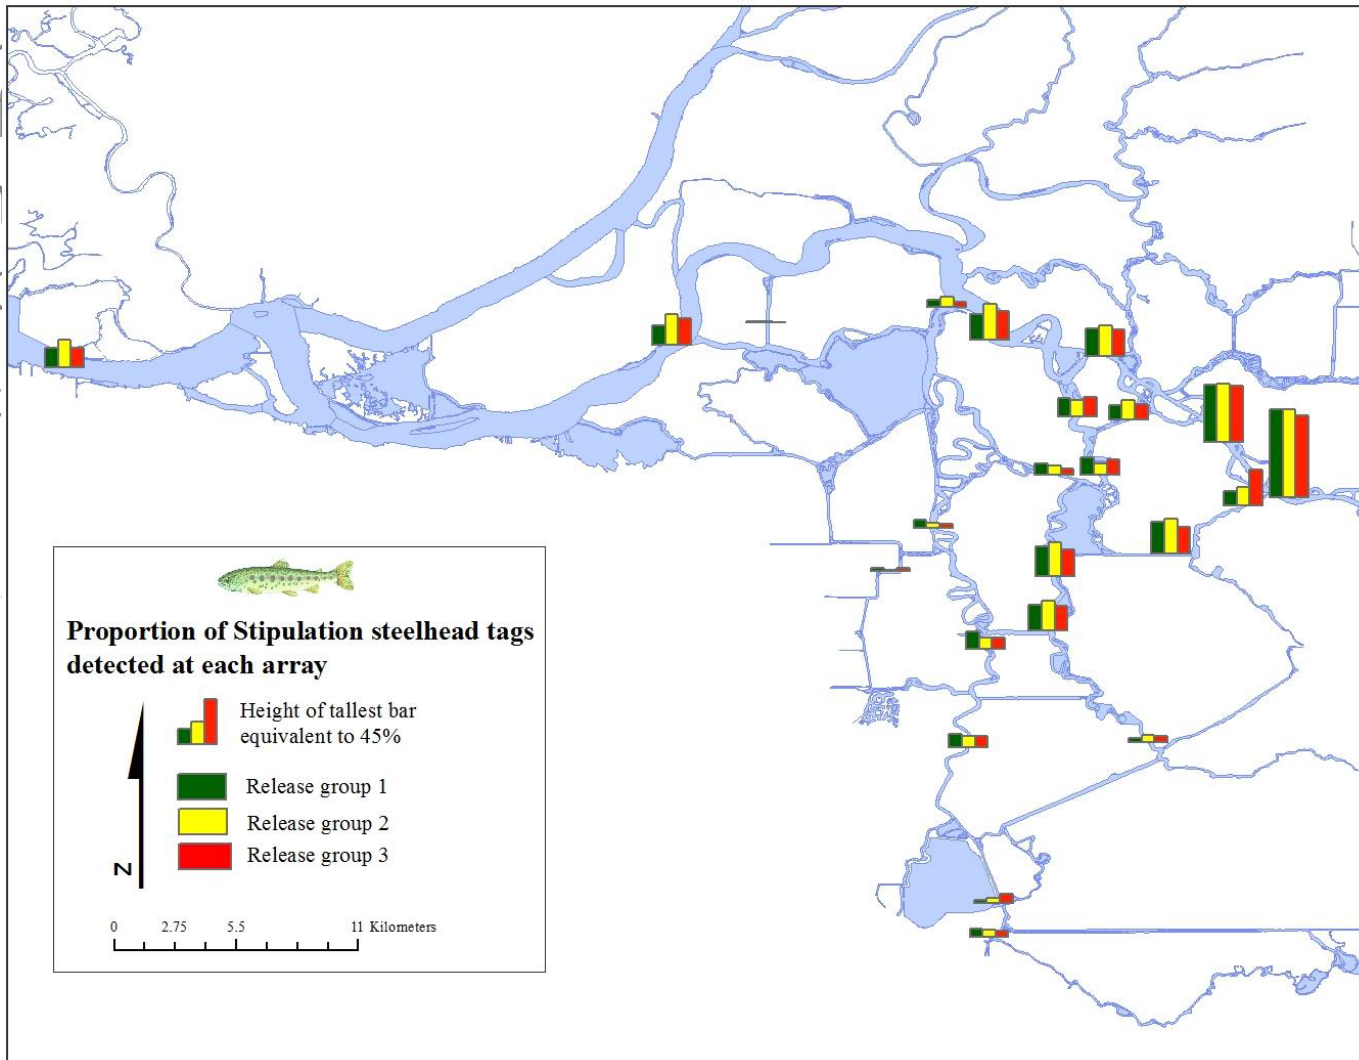 Proportion of Stipulation steelhead tags
detected at each array
Height of tallest bar
equivalent to 45%
Release group 1
Release group 2
Release group 3
N
0 2.75 5.5 11 Kilometers